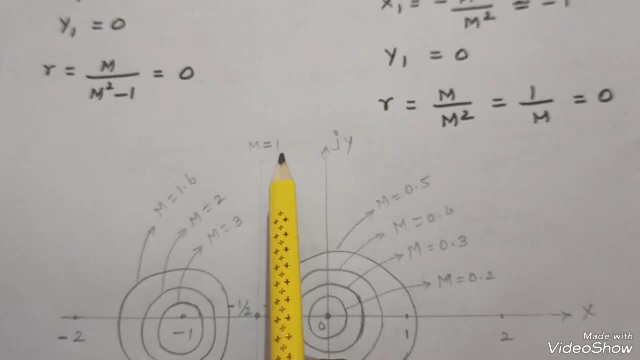 y₁ = 0
r = M/(M²-1) = 0
x₁ = - /M² = -1
y₁ = 0
r = M/M² = 1/M = 0
M=1
jy
M=1.6
M=2
M=3
M=0.5
M=0.4
M=0.3
M=0.2
-2
-1
-1/2
0
1
2
X
Made with
VideoShow